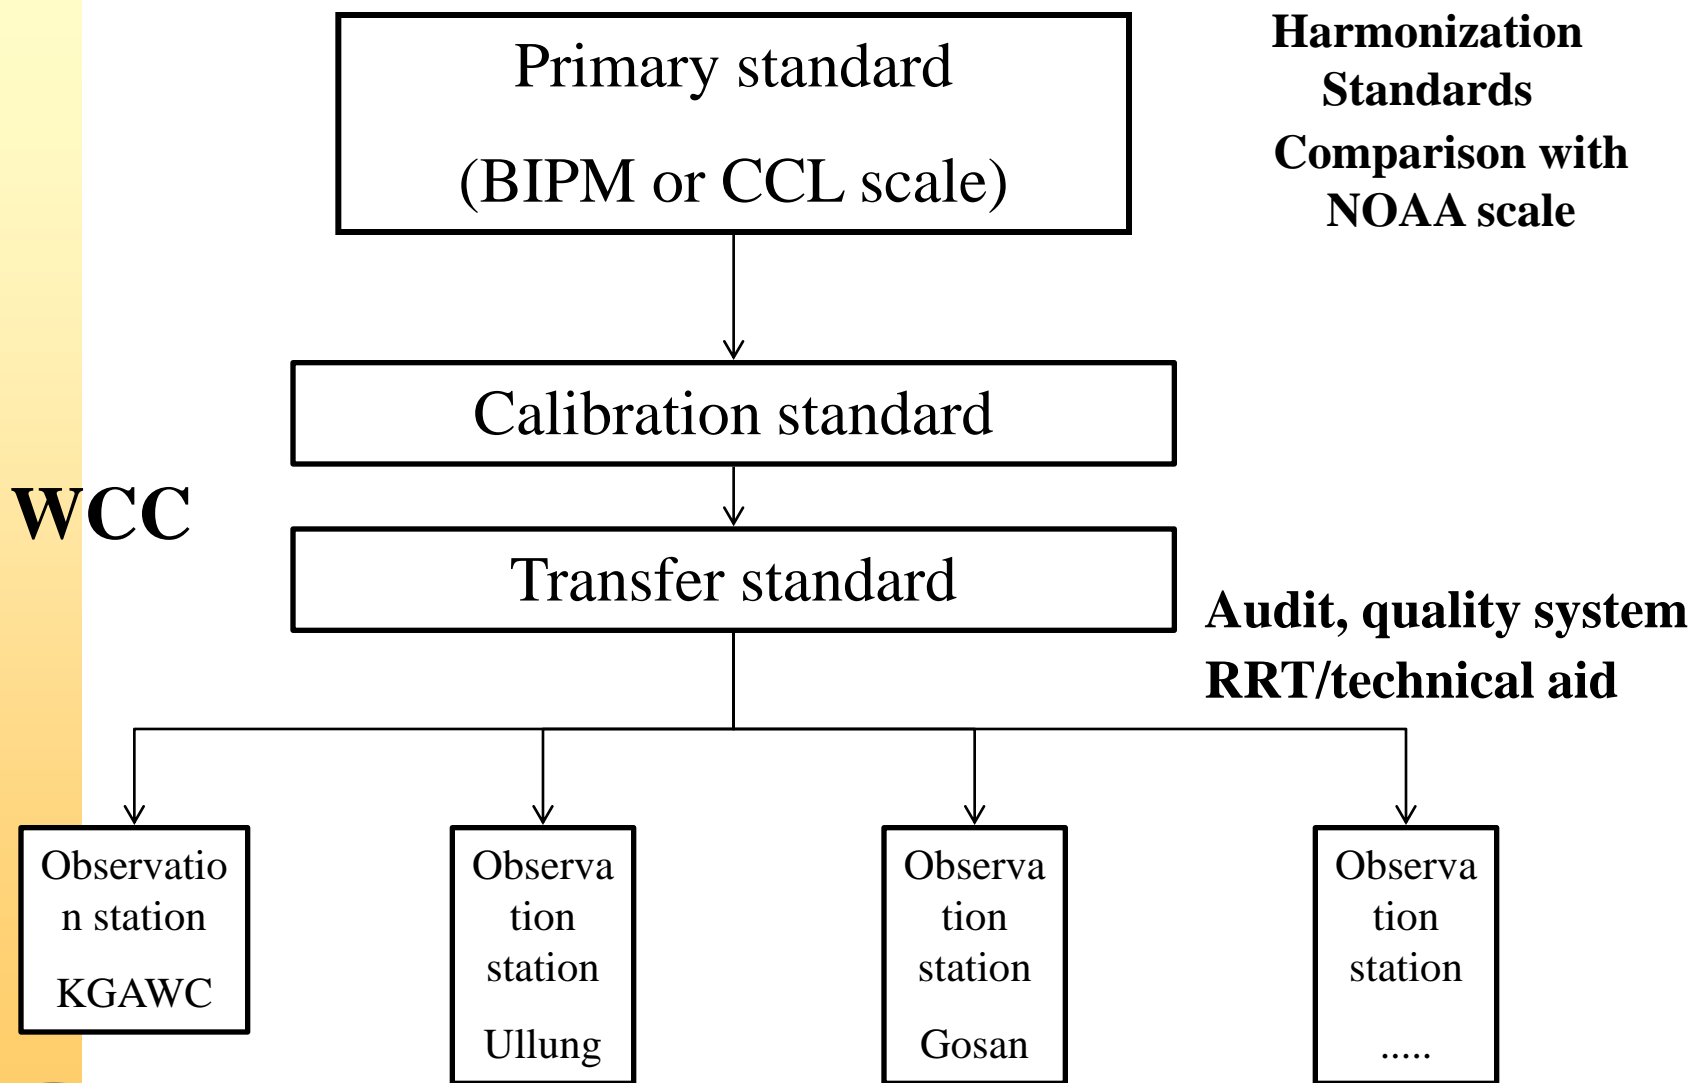 Primary standard
(BIPM or CCL scale)
Harmonization
Standards
Comparison with
NOAA scale
Calibration standard
WCC
Transfer standard
Audit, quality system
RRT/technical aid
Observatio
n station
KGAWC
Observa
tion
station
Ullung
Observa
tion
station
Gosan
Observa
tion
station
.....